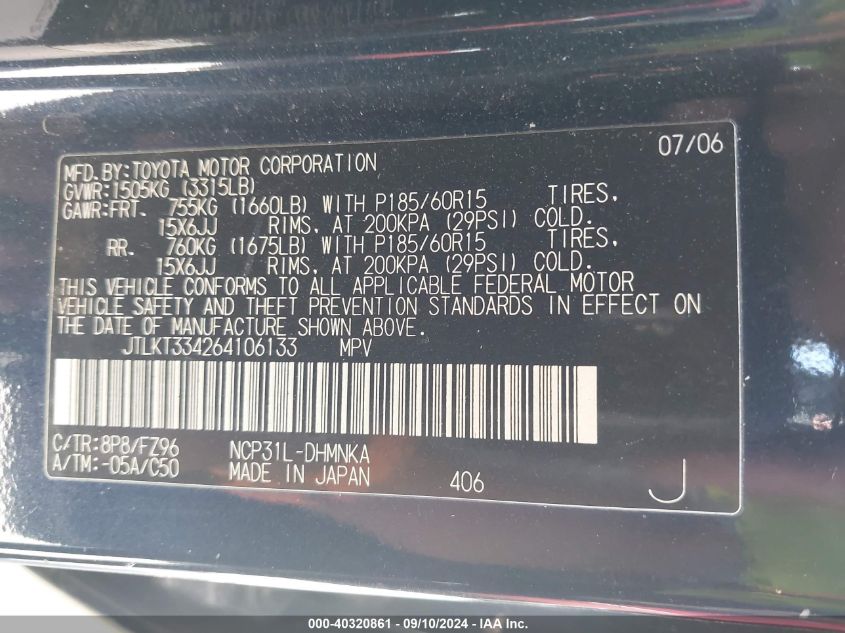 07/06
MFD.BY:TOYOTA MOTOR CORPORATION
GVWR:1505KG (3315LB)
GAWR:FRT. 755KG (1660LB) WITH P185/60R15 TIRES,
15X6JJ RIMS, AT 200KPA (29PSI) COLD.
RR. 760KG (1675LB) WITH P185/60R15 TIRES,
15X6JJ RIMS, AT 200KPA (29PSI) COLD.
THIS VEHICLE CONFORMS TO ALL APPLICABLE FEDERAL MOTOR
VEHICLE SAFETY AND THEFT PREVENTION STANDARDS IN EFFECT ON
THE DATE OF MANUFACTURE SHOWN ABOVE.
JTLKT334264106133 MPV
C/TR:8P8/FZ96 NCP31L-DHMNKA
A/TM:-05A/C50 MADE IN JAPAN 406 J
000-40320861 - 09/10/2024 - IAA Inc.